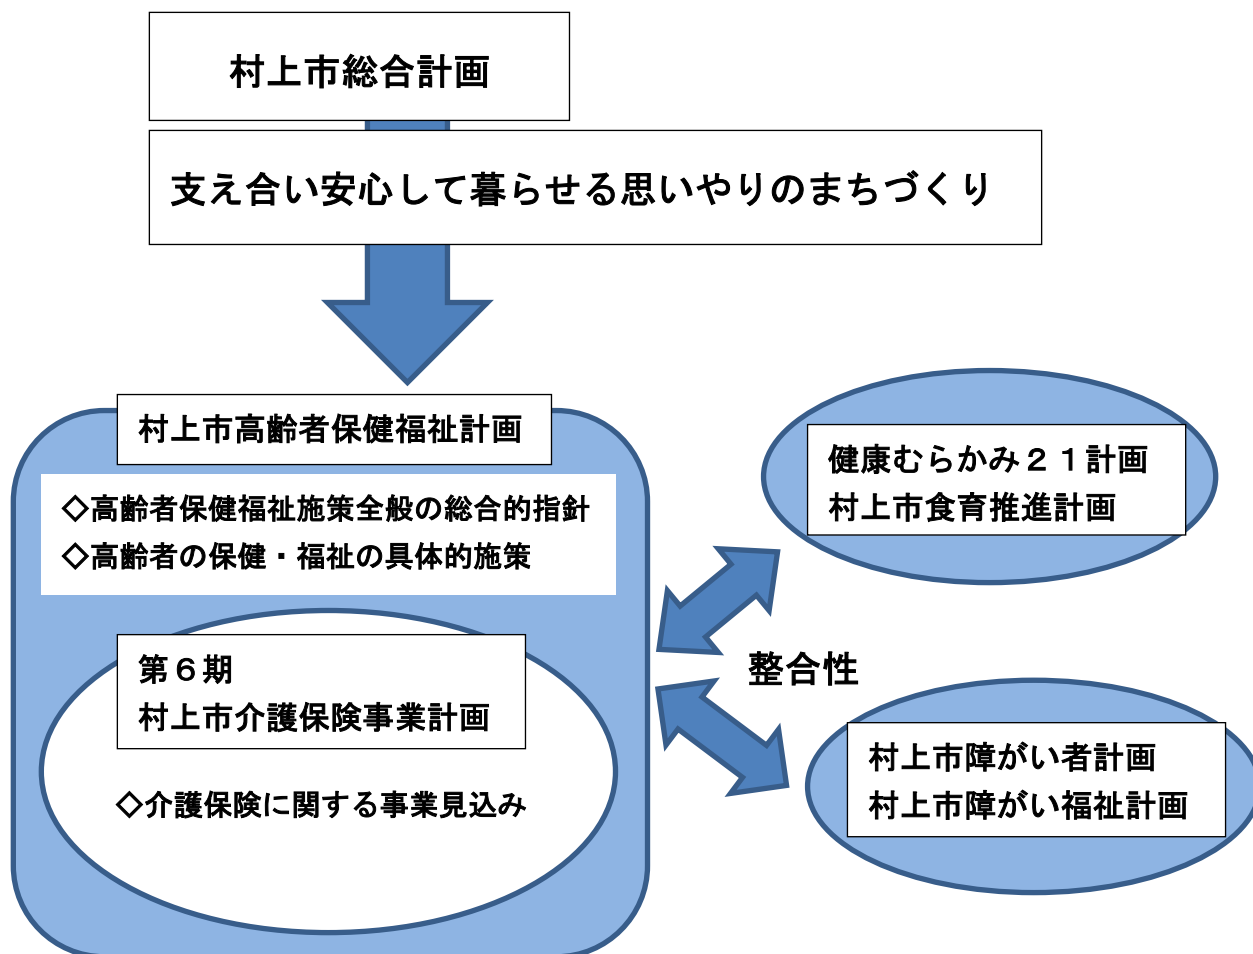 村上市総合計画
支え合い安心して暮らせる思いやりのまちづくり
村上市高齢者保健福祉計画
◇高齢者保健福祉施策全般の総合的指針
◇高齢者の保健・福祉の具体的施策
第６期
村上市介護保険事業計画
◇介護保険に関する事業見込み
健康むらかみ２１計画
村上市食育推進計画
整合性
村上市障がい者計画
村上市障がい福祉計画